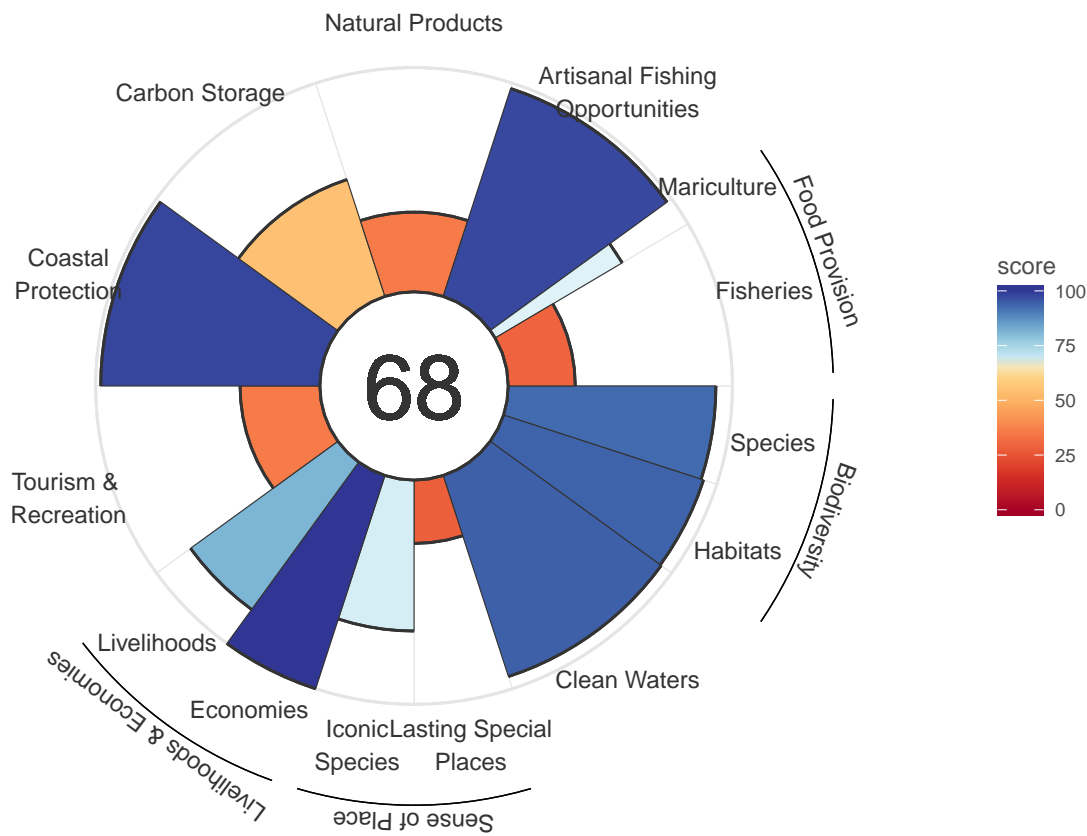 Natural Products
Artisanal Fishing
Opportunities
Carbon Storage
Mariculture
Food Provision
Coastal
Protection
Fisheries
score
100
75
50
25
0
68
Species
Biodiversity
Tourism &
Recreation
Habitats
Livelihoods
Clean Waters
Livelihoods & Economies
Economies
Iconic
Species
Lasting Special
Places
Sense of Place